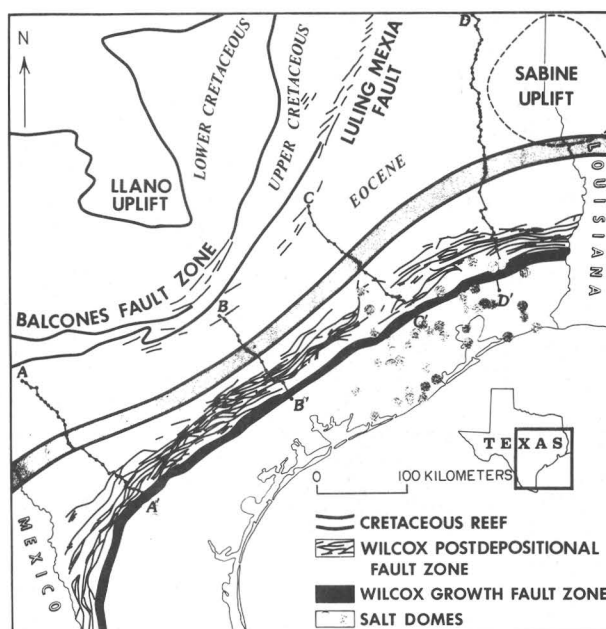 N
D
SABINE
UPLIFT
LOWER CRETACEOUS
UPPER CRETACEOUS
LULING MEXIA
FAULT
LLANO
UPLIFT
EOCENE
LOUISIANA
C
BALCONES FAULT ZONE
B
A
D'
C'
B'
A'
TEXAS
0 100 KILOMETERS
MEXICO
CRETACEOUS REEF
WILCOX POSTDEPOSITIONAL
FAULT ZONE
WILCOX GROWTH FAULT ZONE
SALT DOMES